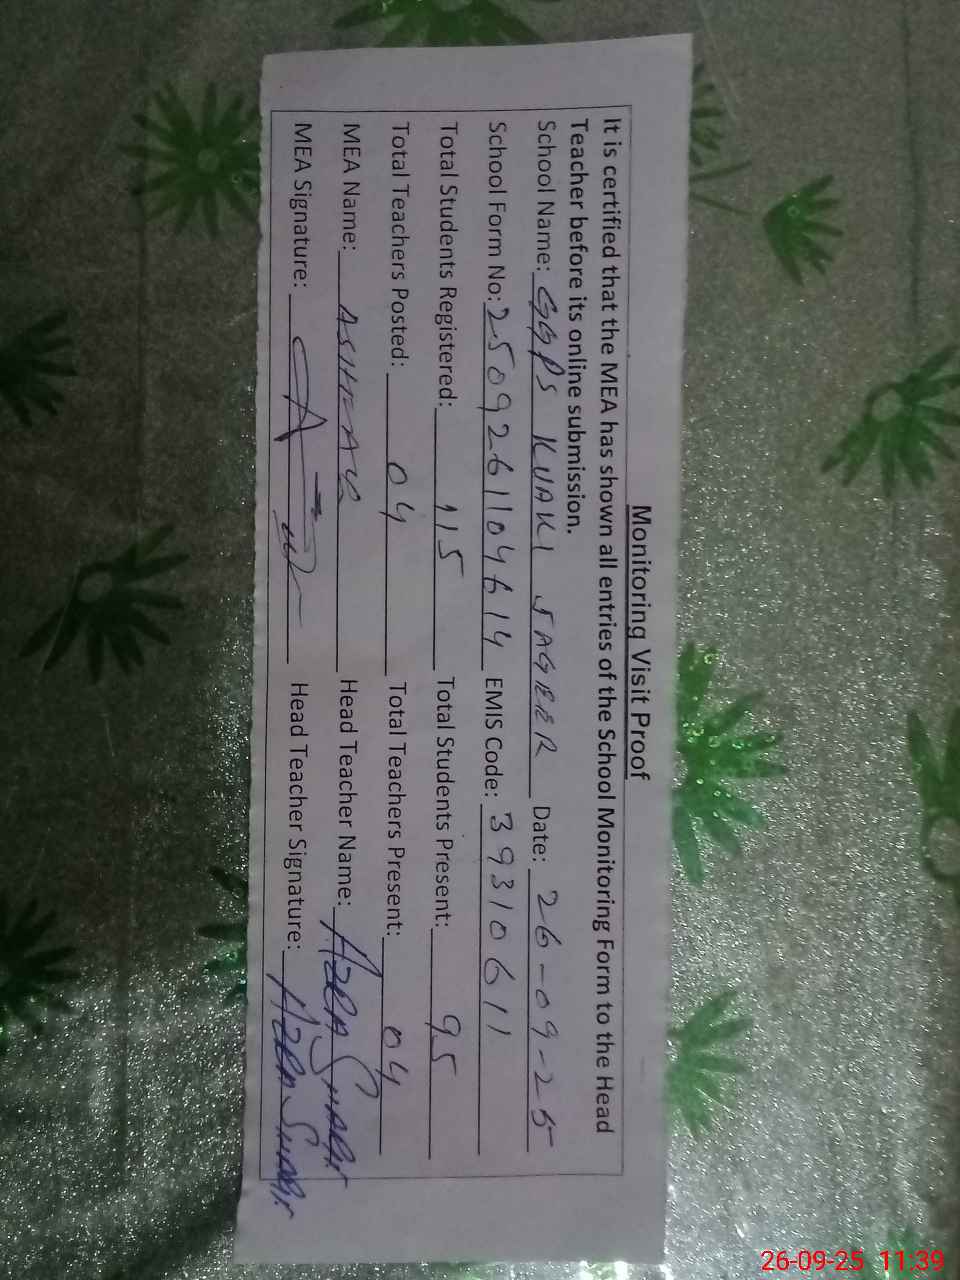 Monitoring Visit Proof
It is certified that the MEA has shown all entries of the School Monitoring Form to the Head
Teacher before its online submission.
School Name: GGPS KUAKI SAGEER Date: 26-09-25
School Form No: 2509261104614 EMIS Code: 39310611
Total Students Registered: 115 Total Students Present: 95
Total Teachers Posted: 04 Total Teachers Present: 04
MEA Name: Head Teacher Name: AZRA
MEA Signature: Head Teacher Signature: AZRA
26-09-25 11:39